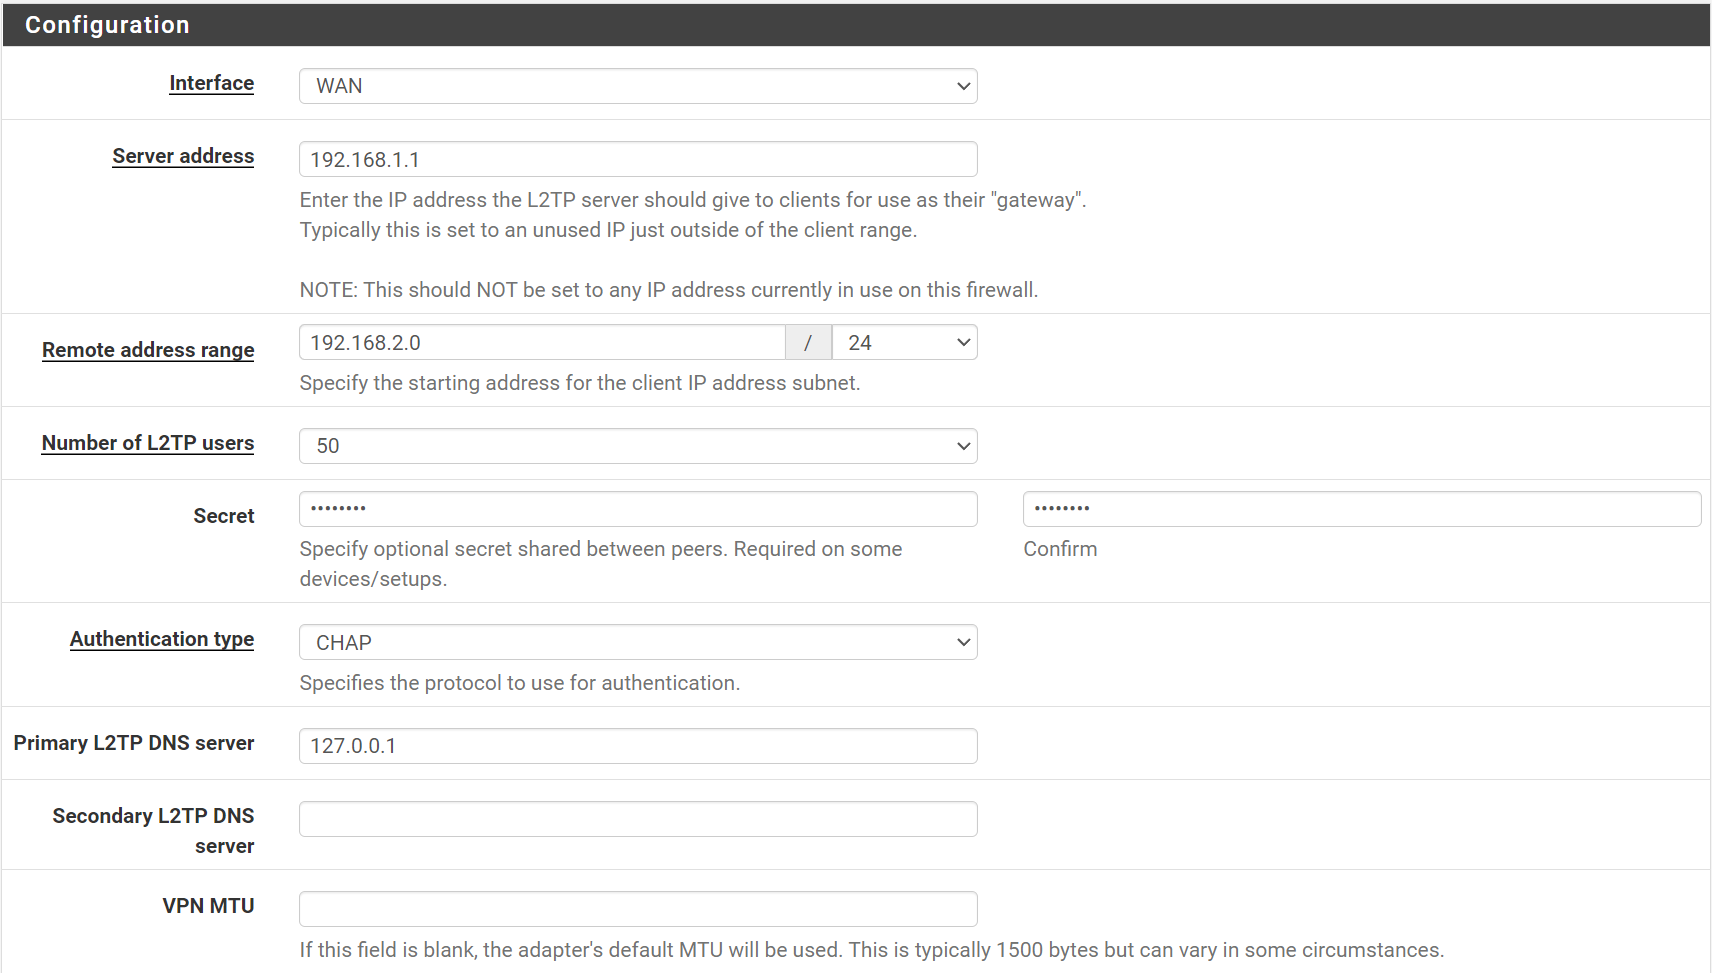 Configuration
Interface
WAN
Server address
192.168.1.1
Enter the IP address the L2TP server should give to clients for use as their "gateway".
Typically this is set to an unused IP just outside of the client range.
NOTE: This should NOT be set to any IP address currently in use on this firewall.
Remote address range
192.168.2.0 / 24
Specify the starting address for the client IP address subnet.
Number of L2TP users
50
Secret
•••••••• ••••••••
Specify optional secret shared between peers. Required on some
devices/setups.
Confirm
Authentication type
CHAP
Specifies the protocol to use for authentication.
Primary L2TP DNS server
127.0.0.1
Secondary L2TP DNS
server
VPN MTU
If this field is blank, the adapter's default MTU will be used. This is typically 1500 bytes but can vary in some circumstances.